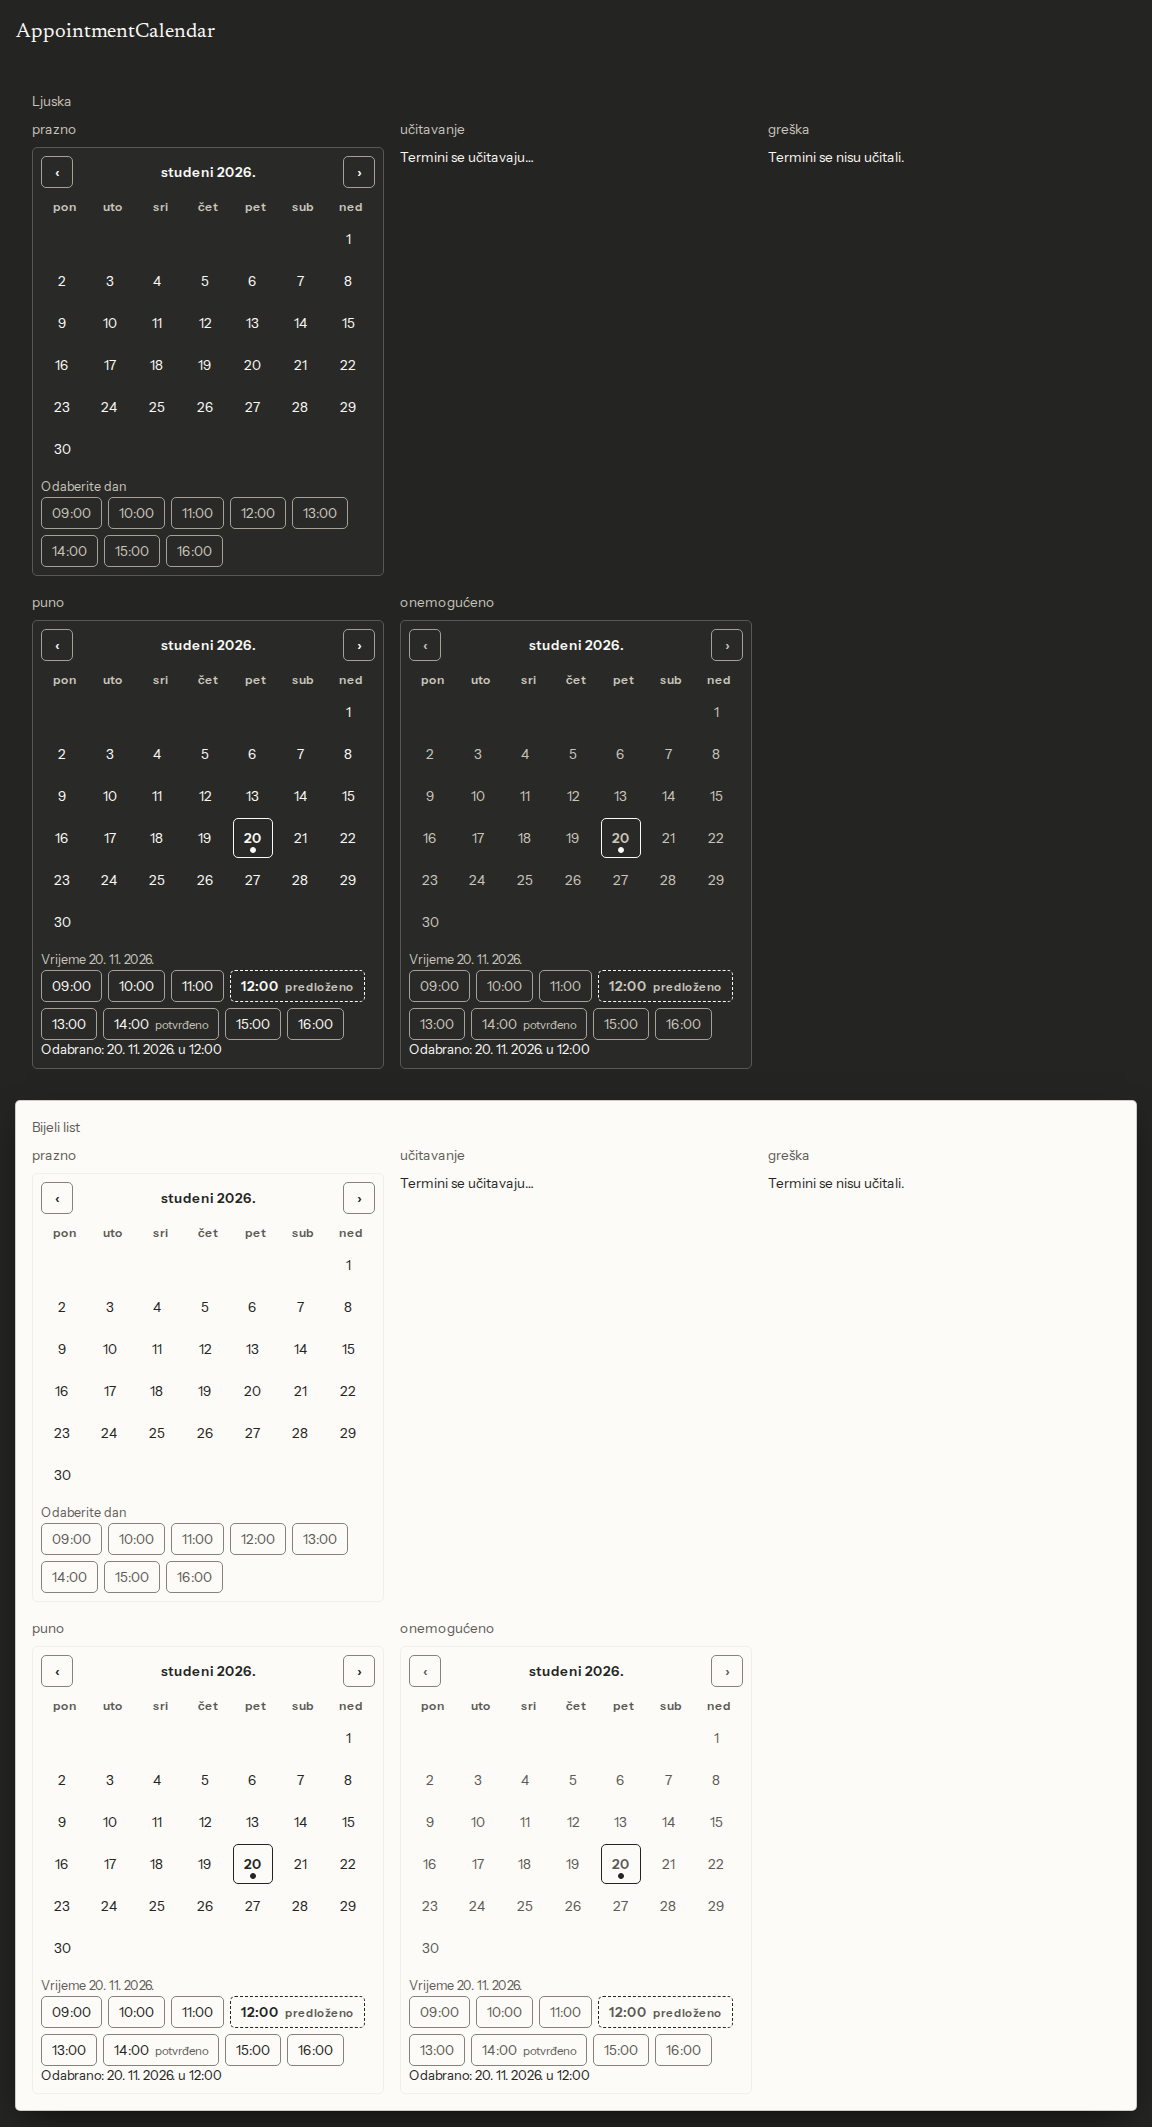 AppointmentCalendar
Ljuska
prazno učitavanje greška
‹ studeni 2026. › Termini se učitavaju... Termini se nisu učitali.
pon uto sri čet pet sub ned
1
2 3 4 5 6 7 8
9 10 11 12 13 14 15
16 17 18 19 20 21 22
23 24 25 26 27 28 29
30
Odaberite dan
09:00 10:00 11:00 12:00 13:00
14:00 15:00 16:00
puno onemogućeno
‹ studeni 2026. › ‹ studeni 2026. ›
pon uto sri čet pet sub ned pon uto sri čet pet sub ned
1 1
2 3 4 5 6 7 8 2 3 4 5 6 7 8
9 10 11 12 13 14 15 9 10 11 12 13 14 15
16 17 18 19 20 21 22 16 17 18 19 20 21 22
23 24 25 26 27 28 29 23 24 25 26 27 28 29
30 30
Vrijeme 20. 11. 2026. Vrijeme 20. 11. 2026.
09:00 10:00 11:00 12:00 predloženo 09:00 10:00 11:00 12:00 predloženo
13:00 14:00 potvrđeno 15:00 16:00 13:00 14:00 potvrđeno 15:00 16:00
Odabrano: 20. 11. 2026. u 12:00 Odabrano: 20. 11. 2026. u 12:00
Bijeli list
prazno učitavanje greška
‹ studeni 2026. › Termini se učitavaju... Termini se nisu učitali.
pon uto sri čet pet sub ned
1
2 3 4 5 6 7 8
9 10 11 12 13 14 15
16 17 18 19 20 21 22
23 24 25 26 27 28 29
30
Odaberite dan
09:00 10:00 11:00 12:00 13:00
14:00 15:00 16:00
puno onemogućeno
‹ studeni 2026. › ‹ studeni 2026. ›
pon uto sri čet pet sub ned pon uto sri čet pet sub ned
1 1
2 3 4 5 6 7 8 2 3 4 5 6 7 8
9 10 11 12 13 14 15 9 10 11 12 13 14 15
16 17 18 19 20 21 22 16 17 18 19 20 21 22
23 24 25 26 27 28 29 23 24 25 26 27 28 29
30 30
Vrijeme 20. 11. 2026. Vrijeme 20. 11. 2026.
09:00 10:00 11:00 12:00 predloženo 09:00 10:00 11:00 12:00 predloženo
13:00 14:00 potvrđeno 15:00 16:00 13:00 14:00 potvrđeno 15:00 16:00
Odabrano: 20. 11. 2026. u 12:00 Odabrano: 20. 11. 2026. u 12:00